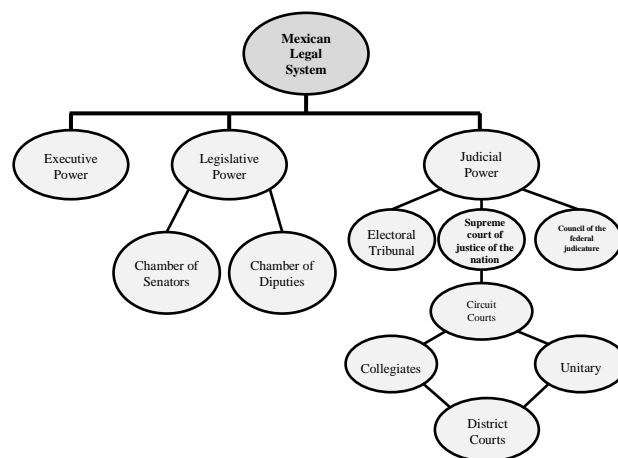 Mexican
Legal
System
Executive
Power
Legislative
Power
Judicial
Power
Electoral
Tribunal
Supreme
court of
justice of the
nation
Council of the
federal
judicature
Chamber of
Senators
Chamber of
Diputies
Circuit
Courts
Collegiates
Unitary
District
Courts